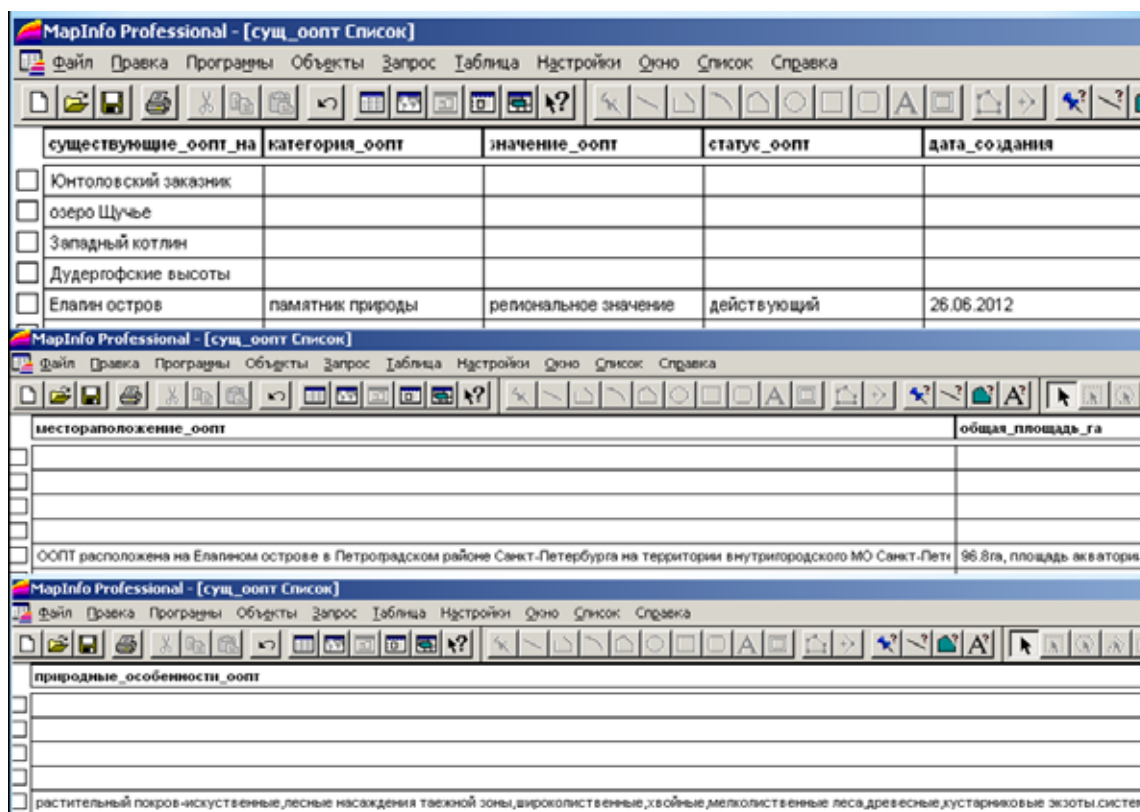 MapInfo Professional - [сущ_оопт Список]
Файл Правка Программы Объекты Запрос Таблица Настройки Окно Список Справка
существующие_оопт_на категория_оопт значение_оопт статус_оопт дата_создания
Юнтоловский заказник
озеро Щучье
Западный котлин
Дудергофские высоты
Елагин остров памятник природы региональное значение действующий 26.06.2012
MapInfo Professional - [сущ_оопт Список]
Файл Правка Программы Объекты Запрос Таблица Настройки Окно Список Справка
местораположение_оопт общая_площадь_га
ООПТ расположена на Елагином острове в Петроградском районе Санкт-Петербурга на территории внутригородского МО Санкт-Пете 96.8га, площадь акватори
MapInfo Professional - [сущ_оопт Список]
Файл Правка Программы Объекты Запрос Таблица Настройки Окно Список Справка
природные_особенности_оопт
растительный покров-искуственные,лесные насаждения таежной зоны,широколиственные,хвойные,мелколиственные леса,древесные,кустарниковые экзоты.систем